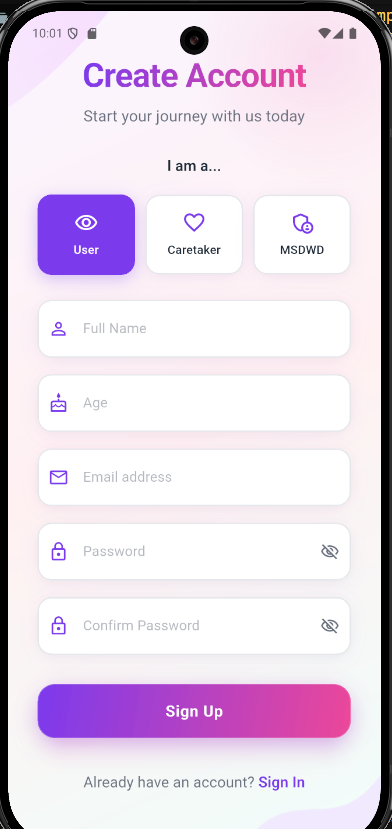 10:01
Create Account
Start your journey with us today
I am a...
User
Caretaker
MSDWD
Full Name
Age
Email address
Password
Confirm Password
Sign Up
Already have an account? Sign In